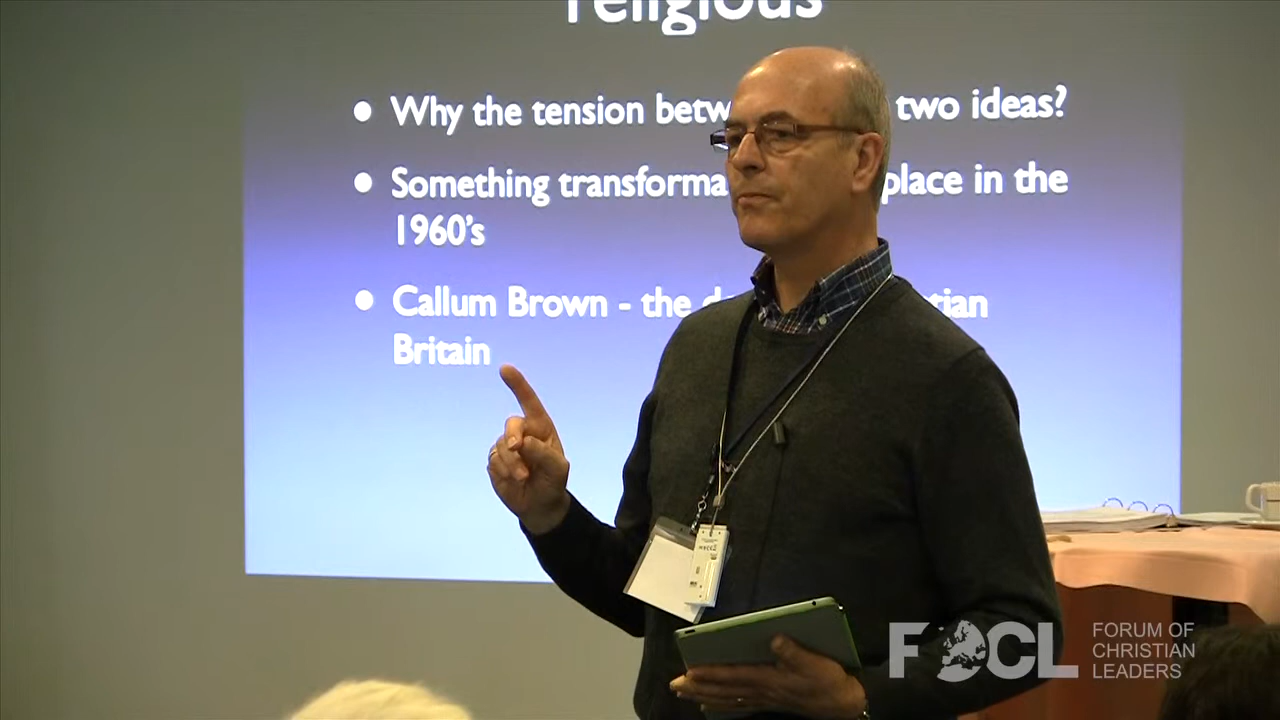 religious
• Why the tension betw two ideas?
• Something transforma place in the
1960's
• Callum Brown - the d tian
Britain
FOCL
FORUM OF
CHRISTIAN
LEADERS